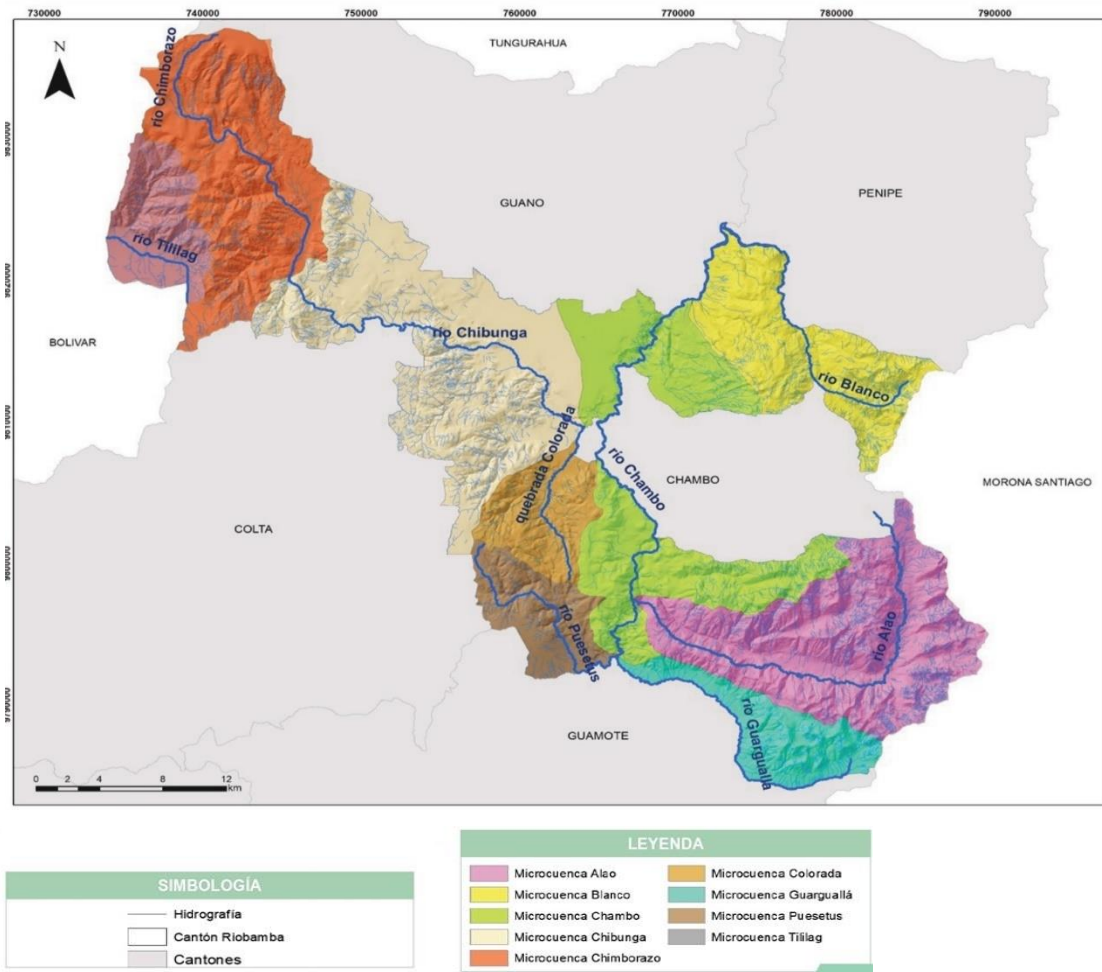 730000 740000 750000 760000 770000 780000 790000
N
TUNGURAHUA
río Chimborazo
PENIPE
GUANO
río Tililag
BOLIVAR
río Chibunga
río Blanco
quebrada Colorada
río Chambo
CHAMBO
MORONA SANTIAGO
COLTA
río Alao
río Puesetus
río Guargualla
GUAMOTE
0 2 4 8 12
km
SIMBOLOGÍA
Hidrografía
Cantón Riobamba
Cantones
LEYENDA
Microcuenca Alao
Microcuenca Blanco
Microcuenca Chambo
Microcuenca Chibunga
Microcuenca Chimborazo
Microcuenca Colorada
Microcuenca Guarguallá
Microcuenca Puesetus
Microcuenca Tililag